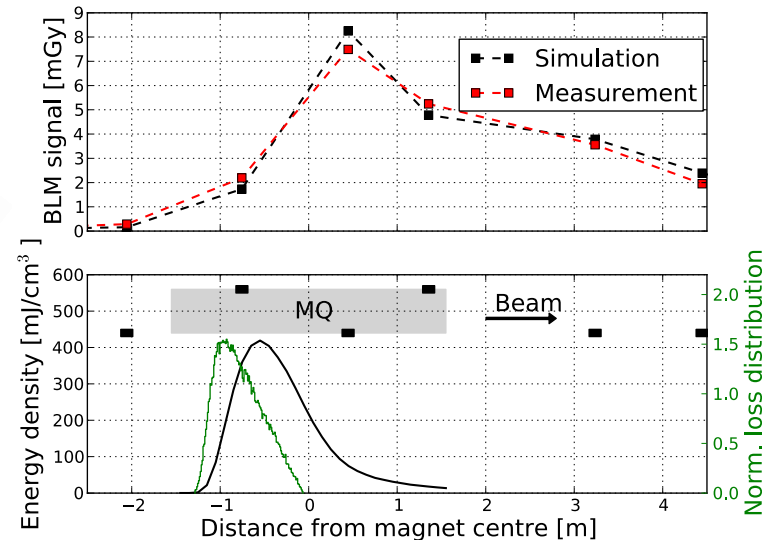 9
8
7
6
5
4
3
2
1
0
BLM signal [mGy]
Simulation
Measurement
600
500
400
300
200
100
0
Energy density [mJ/cm³ ]
MQ
Beam
2.0
1.5
1.0
0.5
0.0
Norm. loss distribution
−2 −1 0 1 2 3 4
Distance from magnet centre [m]